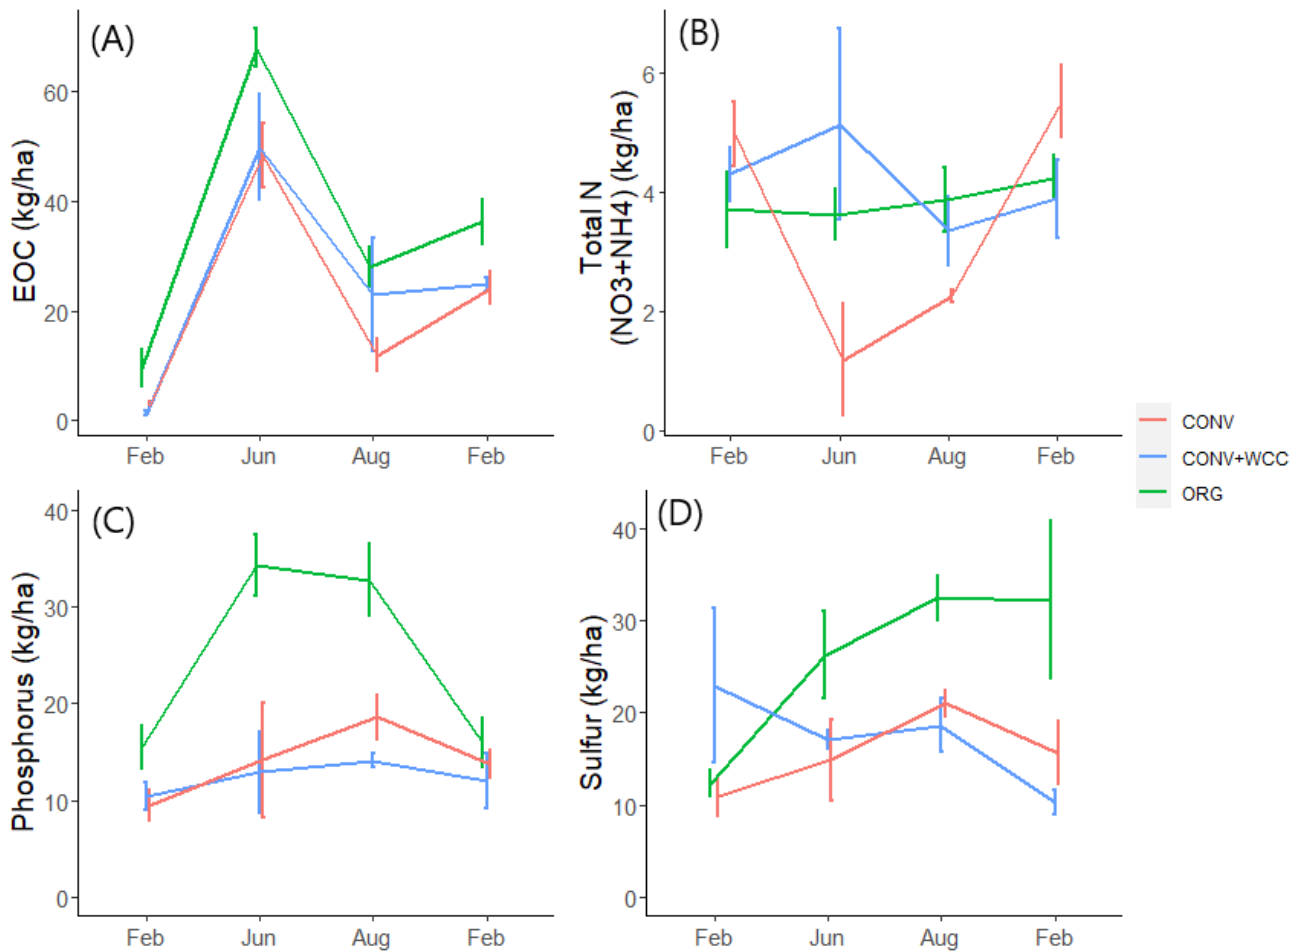 (A)
EOC (kg/ha)
60
40
20
0
Feb Jun Aug Feb
(B)
Total N
(NO3+NH4) (kg/ha)
6
4
2
0
Feb Jun Aug Feb
CONV
CONV+WCC
ORG
(C)
Phosphorus (kg/ha)
40
30
20
10
0
Feb Jun Aug Feb
(D)
Sulfur (kg/ha)
40
30
20
10
0
Feb Jun Aug Feb